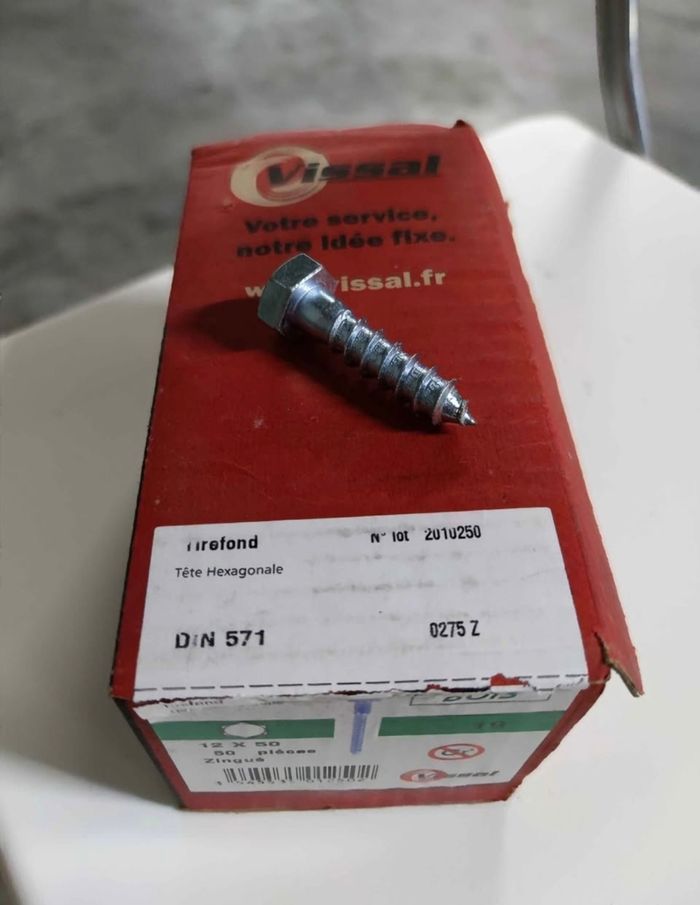 Vissal
Votre service,
notre idée fixe.
vissal.fr
Tirefond
N° lot 2010250
Tête Hexagonale
DIN 571
0275 Z
12 X 50
50 pièces
Zingué
Vissal